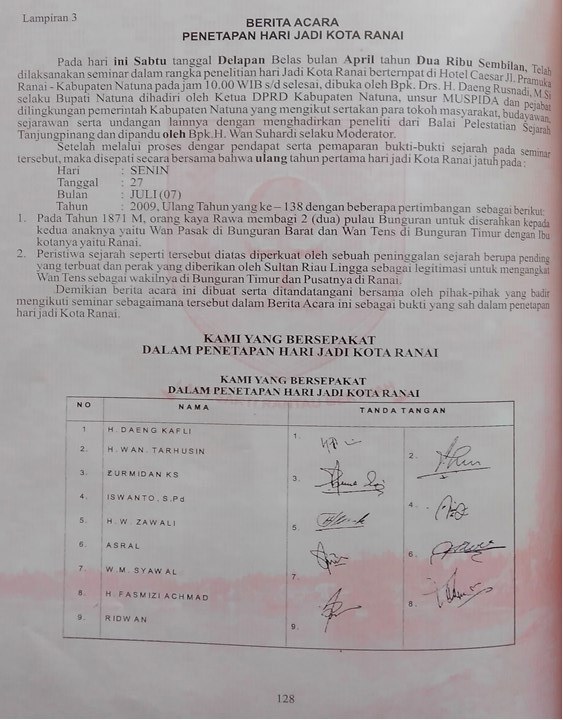 Lampiran 3
BERITA ACARA
PENETAPAN HARI JADI KOTA RANAI
Pada hari ini Sabtu tanggal Delapan Belas bulan April tahun Dua Ribu Sembilan, Telah
dilaksanakan seminar dalam rangka penelitian hari Jadi Kota Ranai bertempat di Hotel Caesar Jl. Pramuka
Ranai - Kabupaten Natuna pada jam 10.00 WIB s/d selesai, dibuka oleh Bpk. Drs. H. Daeng Rusnadi, M.Si
selaku Bupati Natuna dihadiri oleh Ketua DPRD Kabupaten Natuna, unsur MUSPIDA dan pejabat
dilingkungan pemerintah Kabupaten Natuna yang mengikut sertakan para tokoh masyarakat, budayawan,
sejarawan serta undangan lainnya dengan menghadirkan peneliti dari Balai Pelestatian Sejarah
Tanjungpinang dan dipandu oleh Bpk.H. Wan Suhardi selaku Moderator.
Setelah melalui proses dengan pendapat serta pemaparan bukti-bukti sejarah pada seminar
tersebut, maka disepati secara bersama bahwa ulang tahun pertama hari jadi Kota Ranai jatuh pada :
Hari : SENIN
Tanggal : 27
Bulan : JULI (07)
Tahun : 2009, Ulang Tahun yang ke – 138 dengan beberapa pertimbangan sebagai berikut:
1. Pada Tahun 1871 M, orang kaya Rawa membagi 2 (dua) pulau Bunguran untuk diserahkan kepada
kedua anaknya yaitu Wan Pasak di Bunguran Barat dan Wan Tens di Bunguran Timur dengan Ibu
kotanya yaitu Ranai.
2. Peristiwa sejarah seperti tersebut diatas diperkuat oleh sebuah peninggalan sejarah berupa pending
yang terbuat dan perak yang diberikan oleh Sultan Riau Lingga sebagai legitimasi untuk mengangkat
Wan Tens sebagai wakilnya di Bunguran Timur dan Pusatnya di Ranai.
Demikian berita acara ini dibuat serta ditandatangani bersama oleh pihak-pihak yang badir
mengikuti seminar sebagaimana tersebut dalam Berita Acara ini sebagai bukti yang sah dalam penetapan
hari jadi Kota Ranai.
KAMI YANG BERSEPAKAT
DALAM PENETAPAN HARI JADI KOTA RANAI
KAMI YANG BERSEPAKAT
DALAM PENETAPAN HARI JADI KOTA RANAI
NO NAMA TANDA TANGAN
1 H. DAENG KAFLI 1.
2. H. WAN. TARHUSIN 2.
3. EURMIDAN KS 3.
4. ISWANTO, S.Pd 4.
5. H. W. ZAWALI 5.
6. ASRAL 6.
7. W.M. SYAWAL 7.
8. H. FASMIZI ACHMAD 8.
9. RIDWAN 9.
128